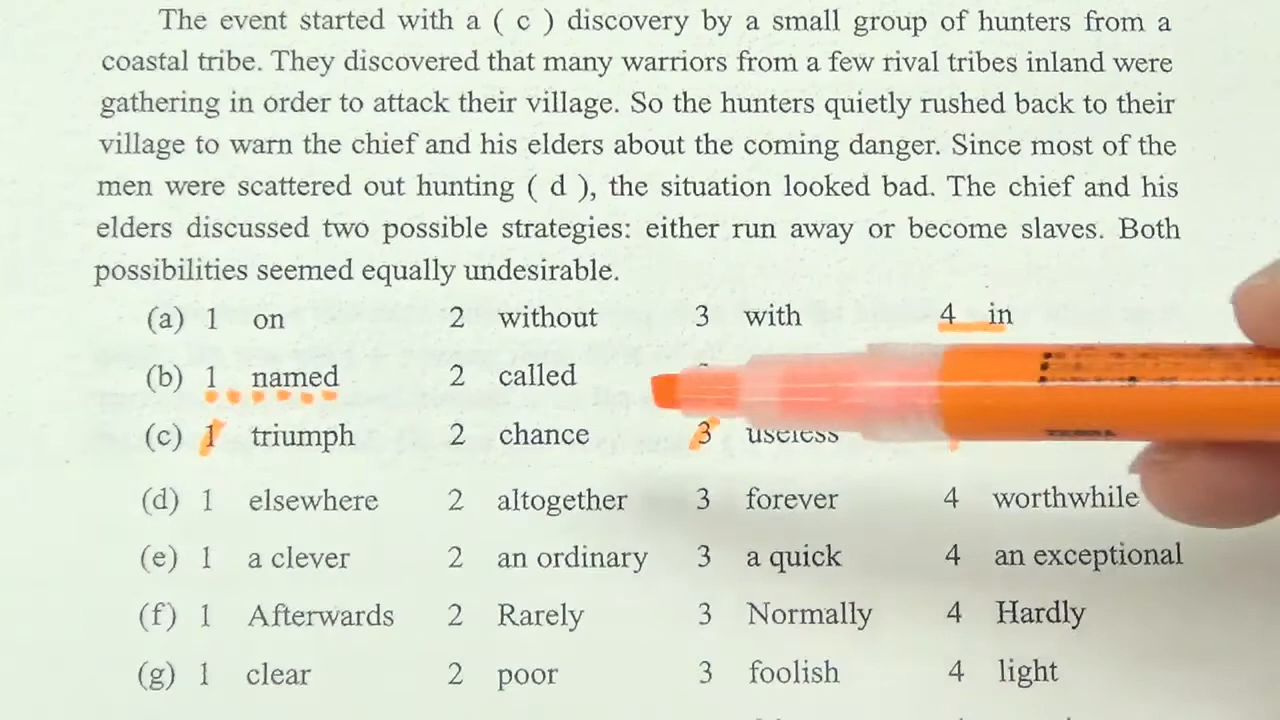 The event started with a ( c ) discovery by a small group of hunters from a
coastal tribe. They discovered that many warriors from a few rival tribes inland were
gathering in order to attack their village. So the hunters quietly rushed back to their
village to warn the chief and his elders about the coming danger. Since most of the
men were scattered out hunting ( d ), the situation looked bad. The chief and his
elders discussed two possible strategies: either run away or become slaves. Both
possibilities seemed equally undesirable.
(a) 1 on 2 without 3 with 4 in
(b) 1 named 2 called
(c) 1 triumph 2 chance 3 useless
(d) 1 elsewhere 2 altogether 3 forever 4 worthwhile
(e) 1 a clever 2 an ordinary 3 a quick 4 an exceptional
(f) 1 Afterwards 2 Rarely 3 Normally 4 Hardly
(g) 1 clear 2 poor 3 foolish 4 light